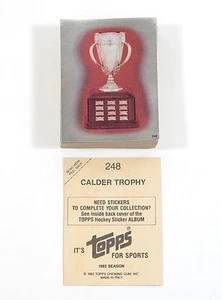 248
248
CALDER TROPHY
NEED STICKERS
TO COMPLETE YOUR COLLECTION?
See inside back cover of the
TOPPS Hockey Sticker ALBUM
IT'S Topps
FOR SPORTS
1982 SEASON
© 1982 TOPPS CHEWING GUM, INC.
MADE IN ITALY